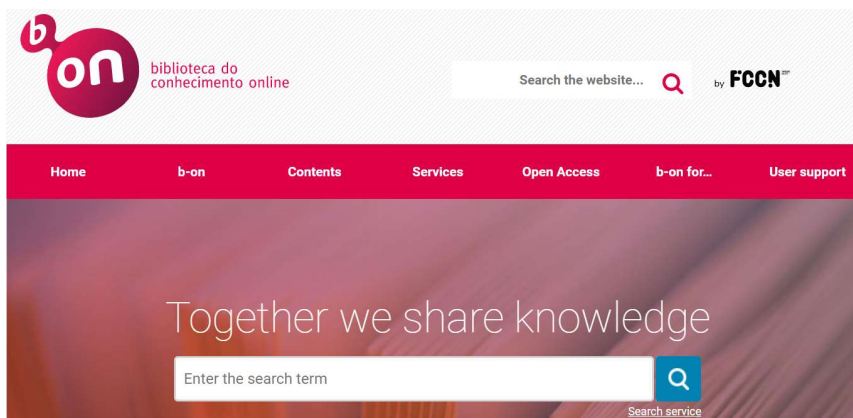 b
on
biblioteca do
conhecimento online
Search the website...
by FCCN
Home b-on Contents Services Open Access b-on for... User support
Together we share knowledge
Enter the search term
Search service